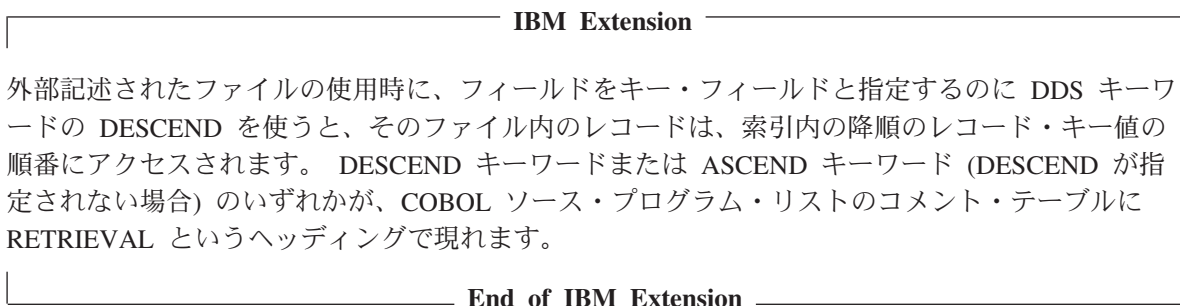 IBM Extension
外部記述されたファイルの使用時に、フィールドをキー・フィールドと指定するのに DDS キーワ
ードの DESCEND を使うと、そのファイル内のレコードは、索引内の降順のレコード・キー値の
順番にアクセスされます。 DESCEND キーワードまたは ASCEND キーワード (DESCEND が指
定されない場合) のいずれかが、COBOL ソース・プログラム・リストのコメント・テーブルに
RETRIEVAL というヘッディングで現れます。
End of IBM Extension